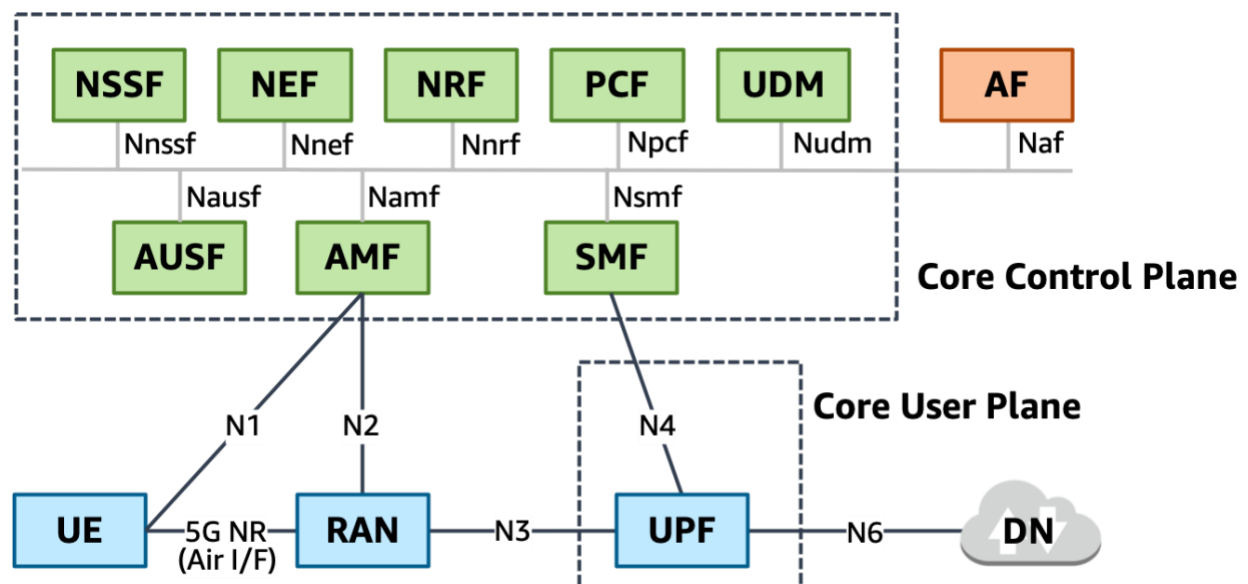 NSSF
NEF
NRF
PCF
UDM
AF
Nnssf
Nnef
Nnrf
Npcf
Nudm
Naf
Nausf
Namf
Nsmf
AUSF
AMF
SMF
Core Control Plane
Core User Plane
N1
N2
N4
UE
5G NR
(Air I/F)
RAN
N3
UPF
N6
DN